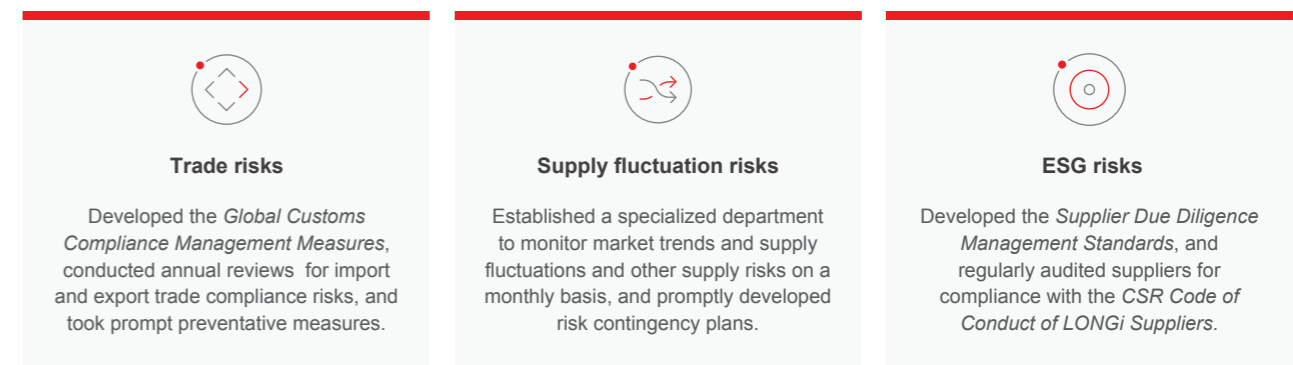 Trade risks
Developed the Global Customs
Compliance Management Measures,
conducted annual reviews  for import
and export trade compliance risks, and
took prompt preventative measures.
Supply fluctuation risks
Established a specialized department
to monitor market trends and supply
fluctuations and other supply risks on a
monthly basis, and promptly developed
risk contingency plans.
ESG risks
Developed the Supplier Due Diligence
Management Standards, and
regularly audited suppliers for
compliance with the CSR Code of
Conduct of LONGi Suppliers.